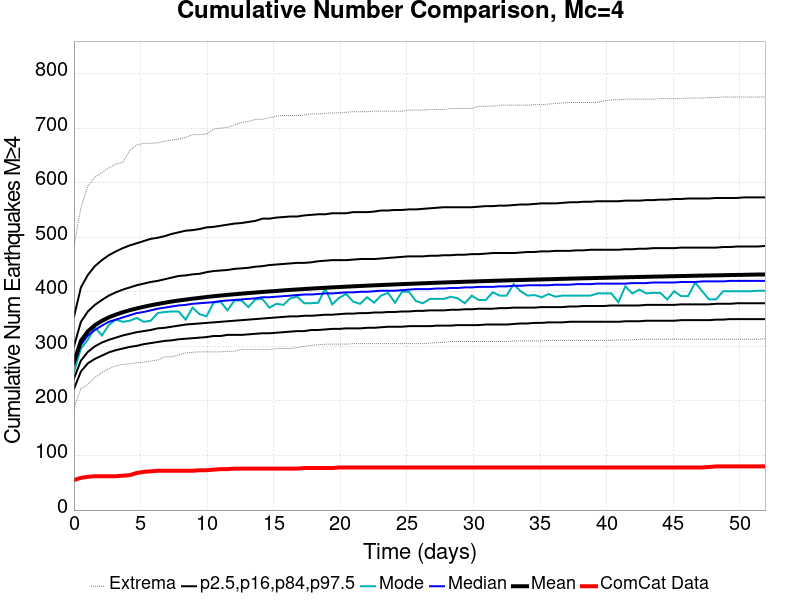 Cumulative Number Comparison, Mc=4
Cumulative Num Earthquakes M≥4
800
700
600
500
400
300
200
100
0
0 5 10 15 20 25 30 35 40 45 50
Time (days)
Extrema p2.5,p16,p84,p97.5 Mode Median Mean ComCat Data